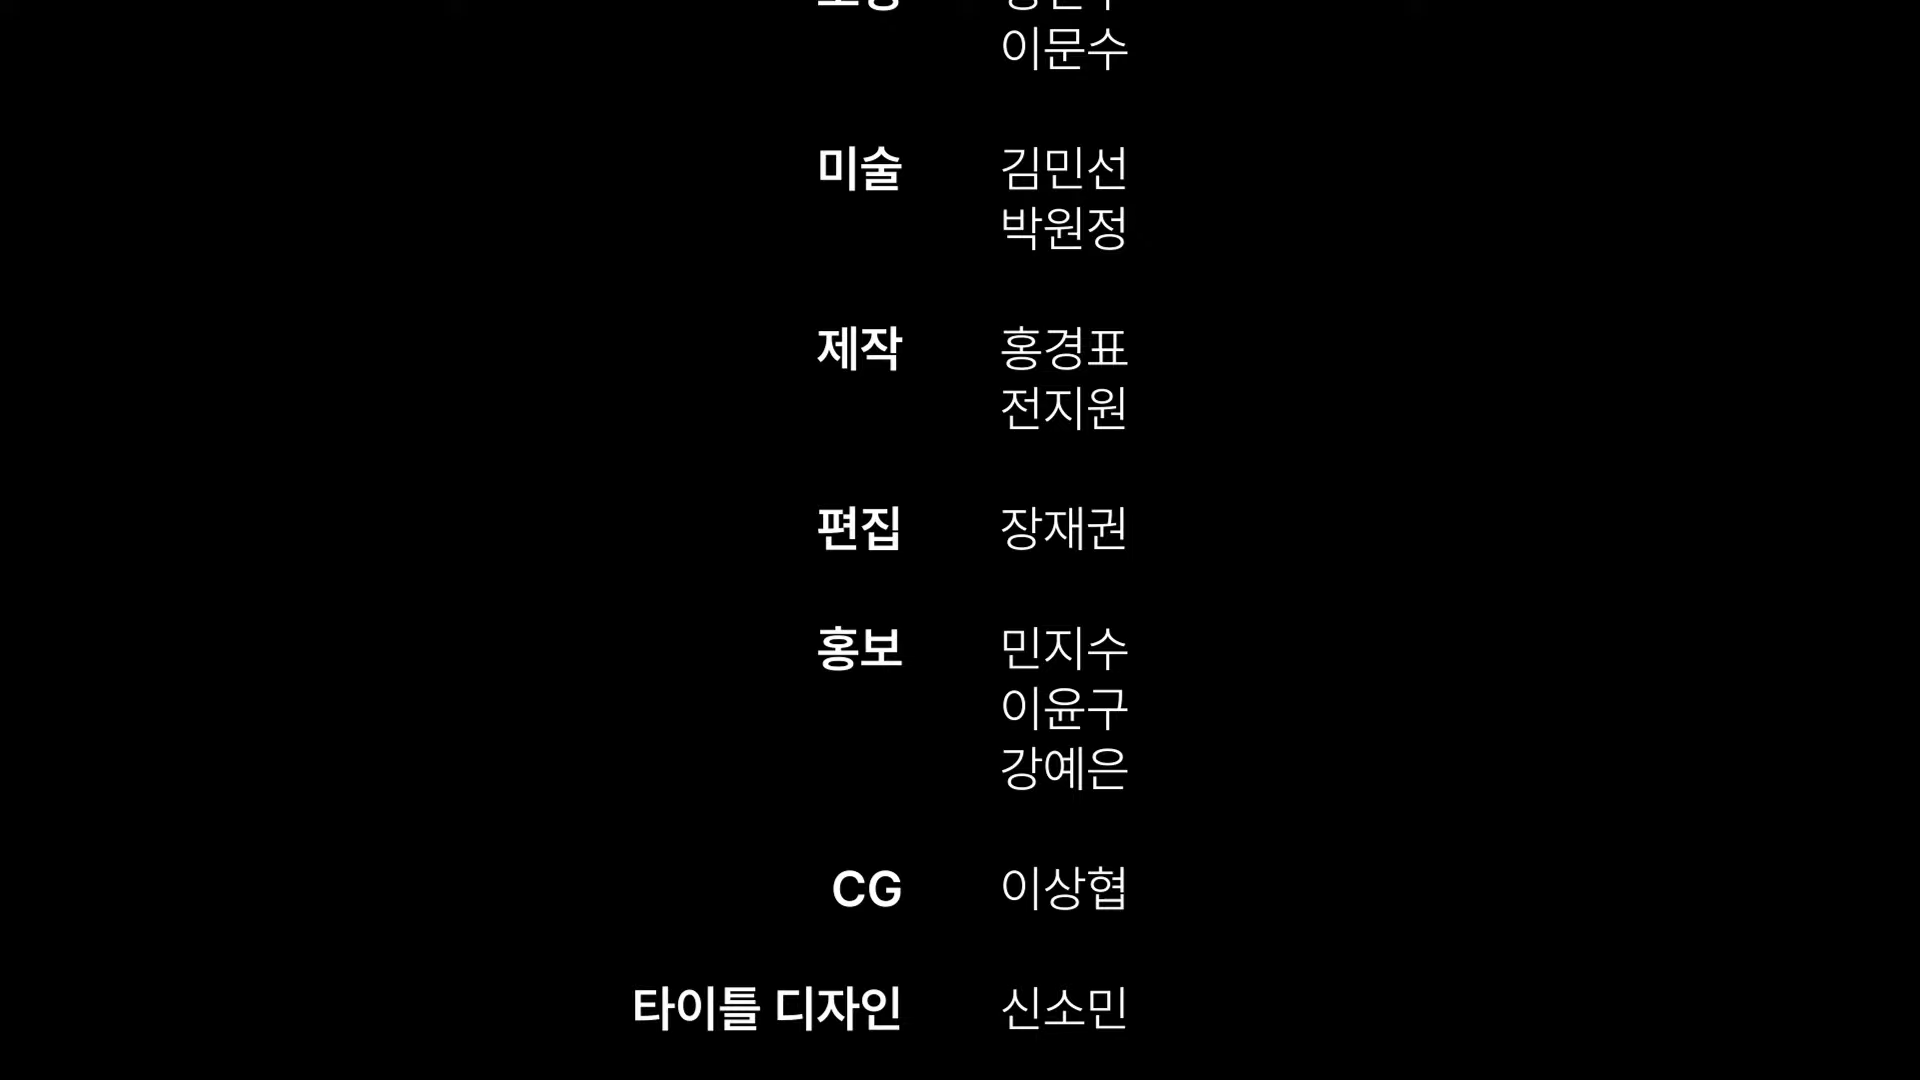 이문수
미술 김민선
박원정
제작 홍경표
전지원
편집 장재권
홍보 민지수
이윤구
강예은
CG 이상협
타이틀 디자인 신소민